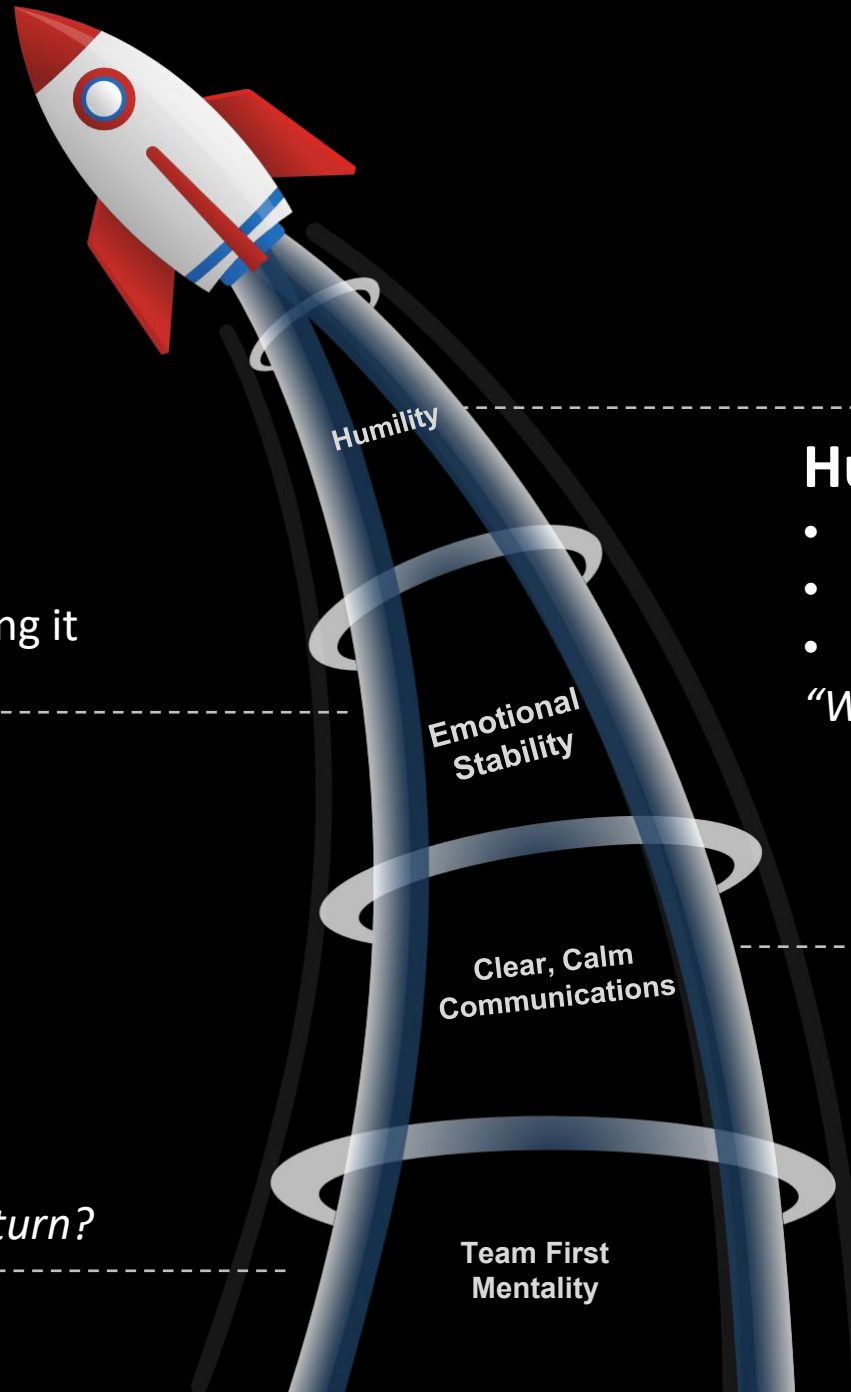 Humility
Hu
•
•
•
“W
ng it
Emotional
Stability
Clear, Calm
Communications
turn?
Team First
Mentality